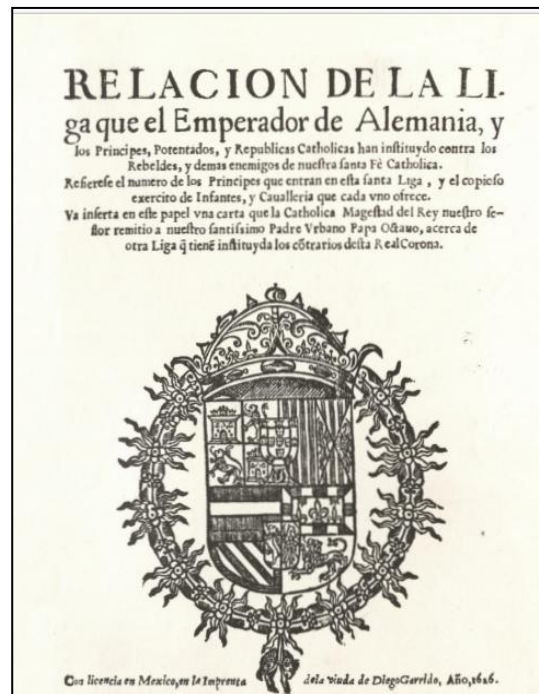 RELACION DE LA LI.
ga que el Emperador de Alemania, y
los Principes, Potentados, y Republicas Catholicas han instituydo contra los
Rebeldes, y demas enemigos de nuestra santa Fè Catholica.
Refierese el numero de los Principes que entran en esta santa Liga, y el copioso
exercito de Infantes, y Caualleria que cada vno ofrece.
Va inserta en este papel vna carta que la Catholica Magestad del Rey nuestro se-
ñor remitio a nuestro santissimo Padre Vrbano Papa Octauo, acerca de
otra Liga q̃ tienẽ instituyda los cõtrarios desta Real Corona.
Con licencia en Mexico, en la Imprenta dela viuda de Diego Garrido, Año, 1626.